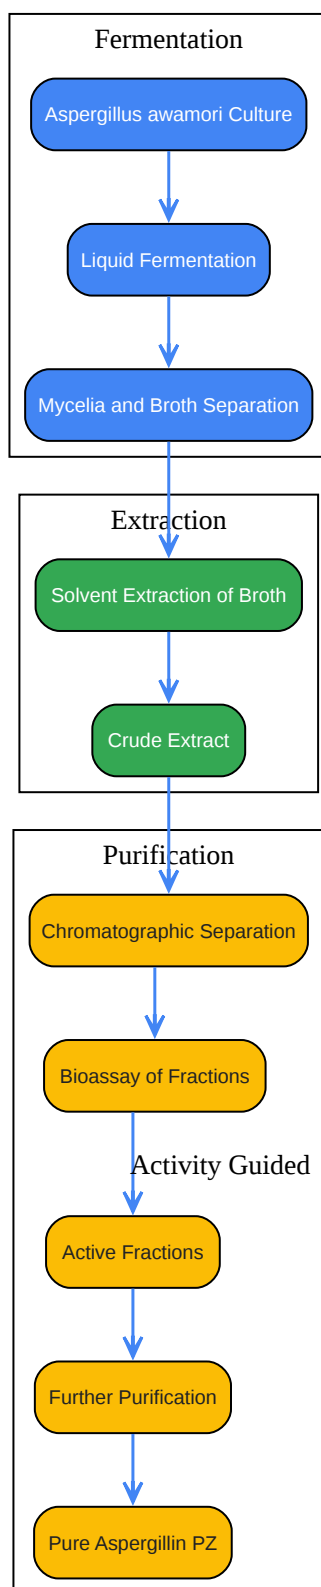 Fermentation
Aspergillus awamori Culture
Liquid Fermentation
Mycelia and Broth Separation
Extraction
Solvent Extraction of Broth
Crude Extract
Purification
Chromatographic Separation
Bioassay of Fractions
Activity Guided
Active Fractions
Further Purification
Pure Aspergillin PZ